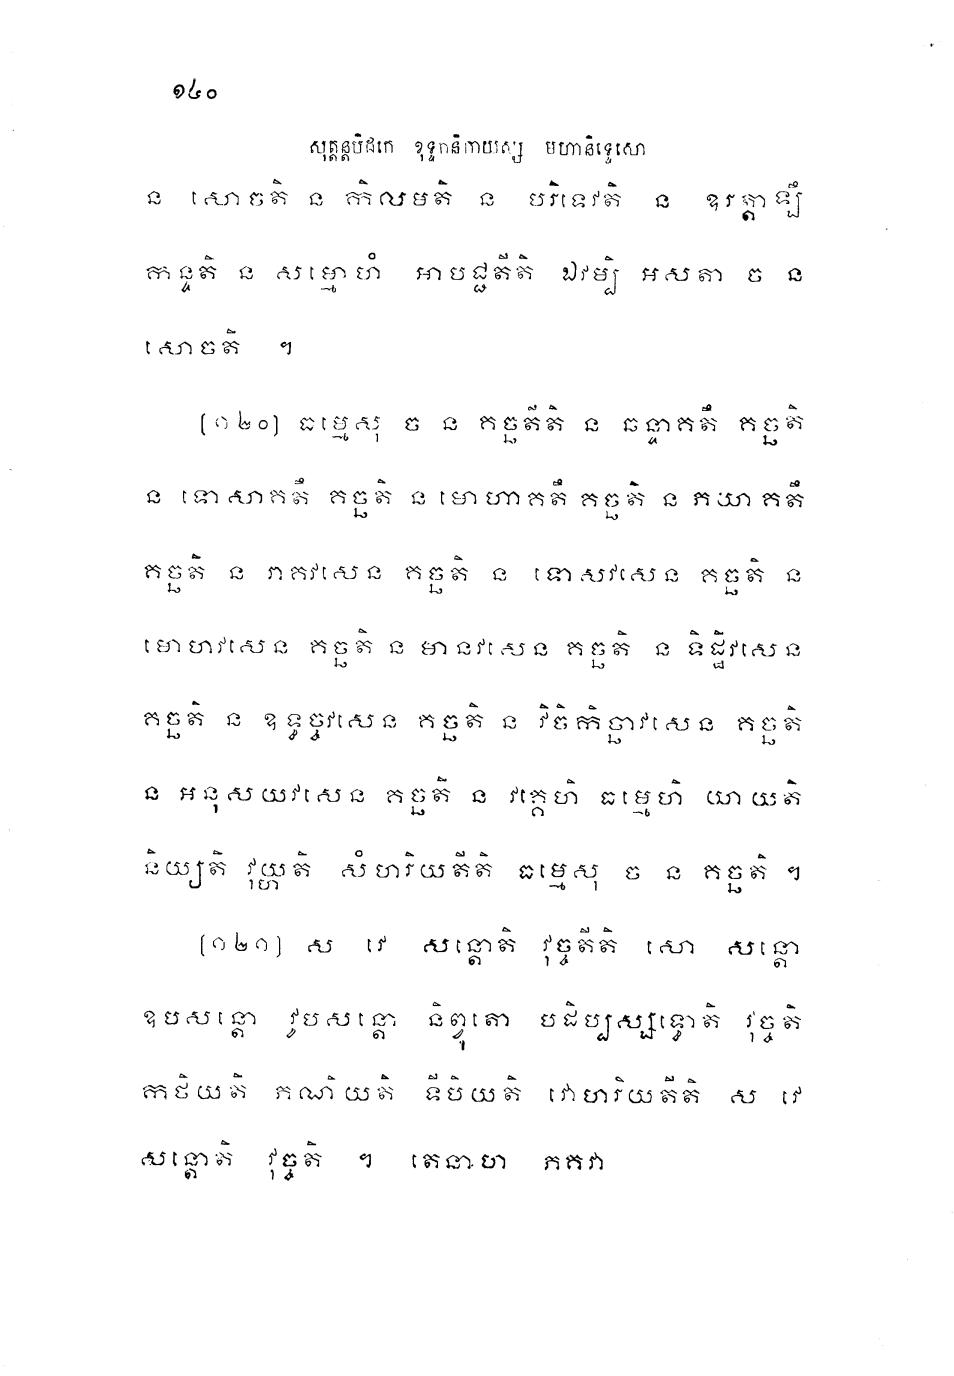 ១៤០
សុត្តន្តបិដកេ ខុទ្ទកនិកាយស្ស មហានិទ្ទេសោ
ន សោចតិ ន កិលមតិ ន បរិទេវតិ ន ឧរត្តាឡឹ
កន្ទតិ ន សម្មោហំ អាបជ្ជតីតិ ឯវម្បិ អសតា ច ន
សោចតិ ។
(១២០) ធម្មេសុ ច ន គច្ឆតីតិ ន ឆន្ទាគតឹ គច្ឆតិ
ន ទោសាគតឹ គច្ឆតិ ន មោហាគតឹ គច្ឆតិ ន ភយាគតឹ
គច្ឆតិ ន រាគវសេន គច្ឆតិ ន ទោសវសេន គច្ឆតិ ន
មោហវសេន គច្ឆតិ ន មានវសេន គច្ឆតិ ន ទិដ្ឋិវសេន
គច្ឆតិ ន ឧទ្ធច្ចវសេន គច្ឆតិ ន វិចិកិច្ឆាវសេន គច្ឆតិ
ន អនុសយវសេន គច្ឆតិ ន វគ្គេហិ ធម្មេហិ យាយតិ
និយ្យតិ វុយ្ហតិ សំហរិយតីតិ ធម្មេសុ ច ន គច្ឆតិ ។
(១២១) ស វេ សន្តោតិ វុច្ចតីតិ សោ សន្តោ
ឧបសន្តោ វូបសន្តោ និព្វុតោ បដិប្បស្សទ្ធោតិ វុច្ចតិ
កថិយតិ ភណិយតិ ទីបិយតិ វោហរិយតីតិ ស វេ
សន្តោតិ វុច្ចតិ ។ តេនាហ ភគវា